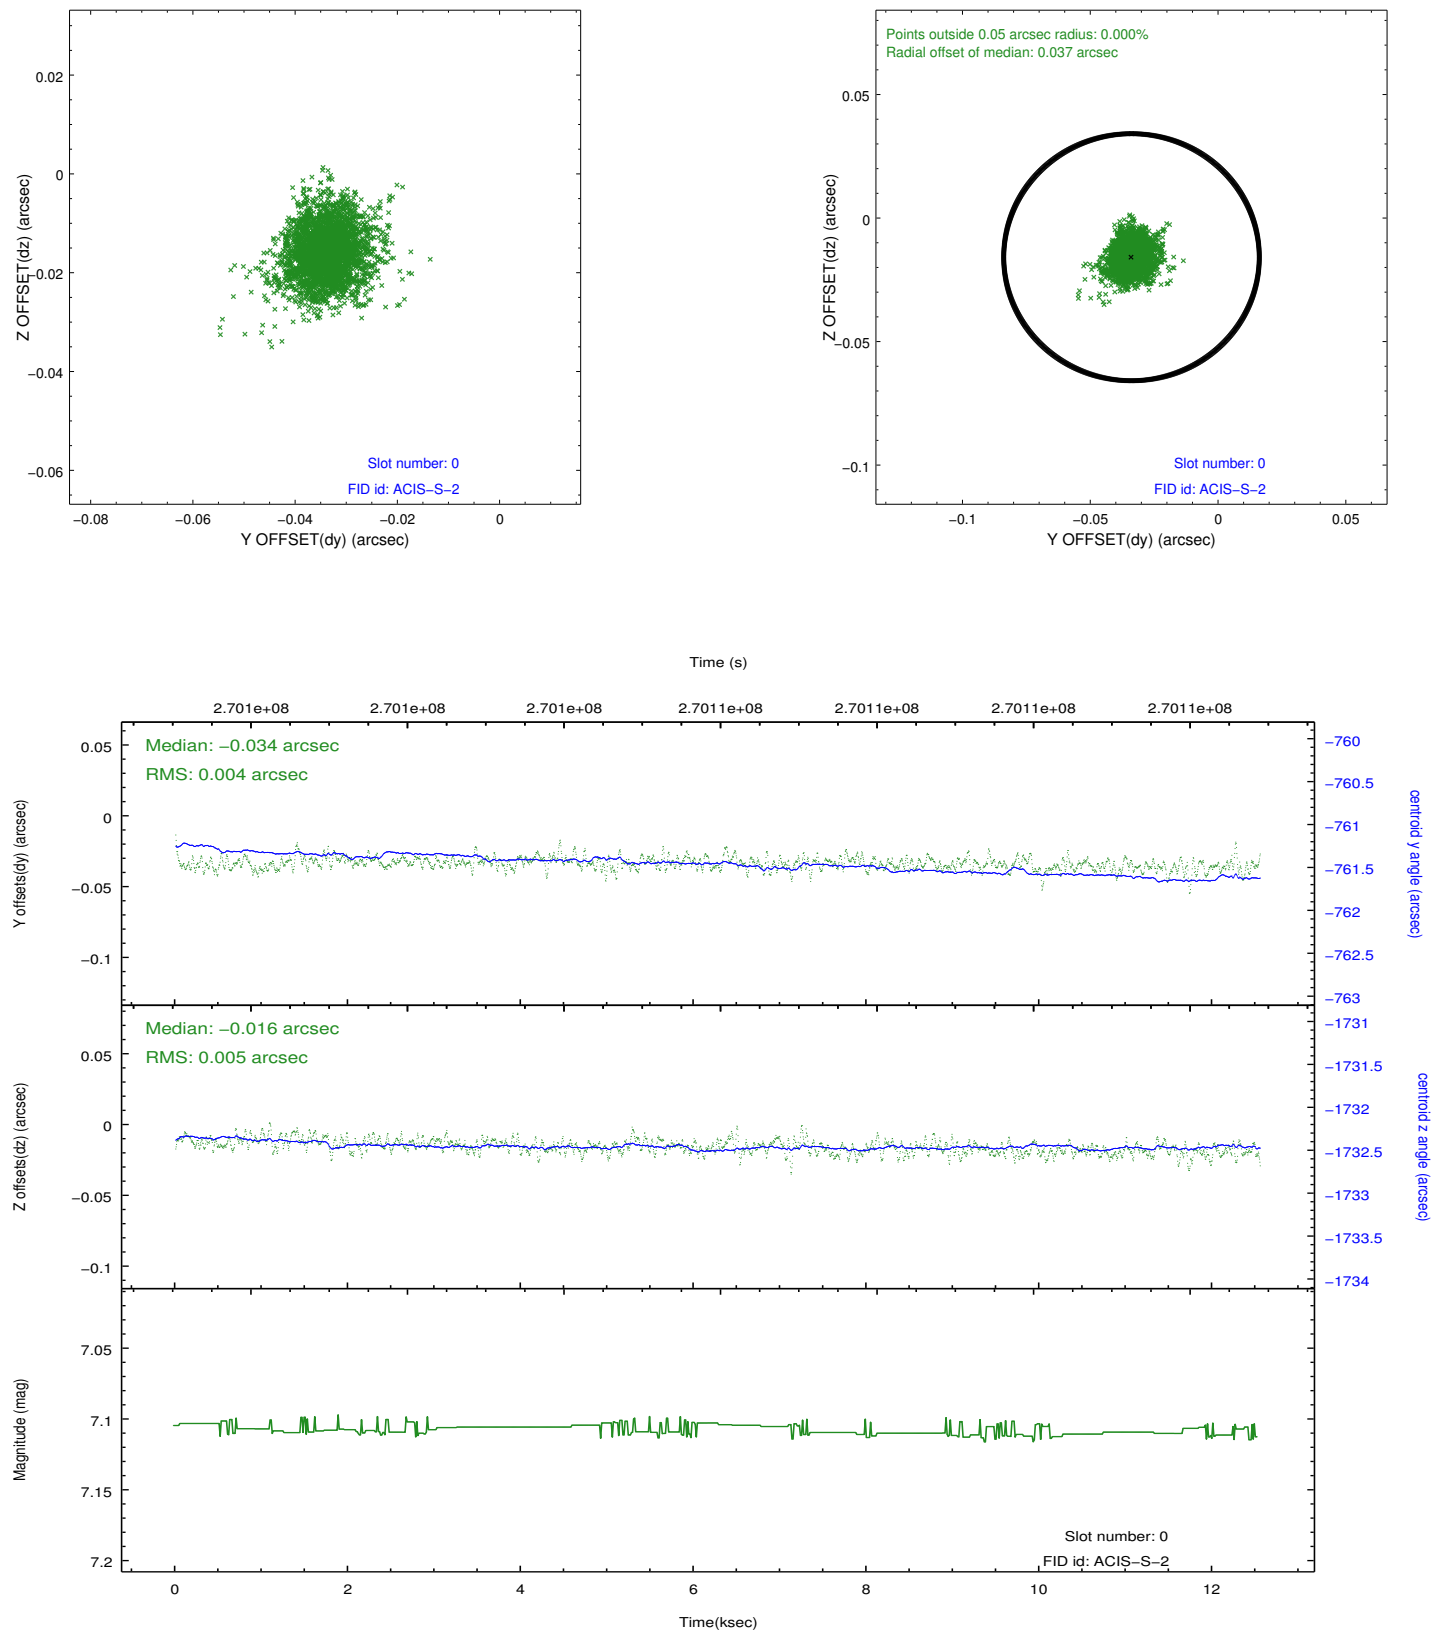 0.02
0
−0.02
−0.04
−0.06
Z OFFSET(dz) (arcsec)
Slot number: 0
FID id: ACIS−S−2
−0.08
−0.06
−0.04
−0.02
0
Y OFFSET(dy) (arcsec)
Points outside 0.05 arcsec radius: 0.000%
Radial offset of median: 0.037 arcsec
0.05
0
−0.05
−0.1
Z OFFSET(dz) (arcsec)
Slot number: 0
FID id: ACIS−S−2
−0.1
−0.05
0
0.05
Y OFFSET(dy) (arcsec)
Time (s)
2.701e+08
2.701e+08
2.701e+08
2.7011e+08
2.7011e+08
2.7011e+08
2.7011e+08
Median: −0.034 arcsec
RMS: 0.004 arcsec
0.05
0
−0.05
−0.1
Y offsets(dy) (arcsec)
−760
−760.5
−761
−761.5
−762
−762.5
−763
centroid y angle (arcsec)
Median: −0.016 arcsec
RMS: 0.005 arcsec
0.05
0
−0.05
−0.1
Z offsets(dz) (arcsec)
−1731
−1731.5
−1732
−1732.5
−1733
−1733.5
−1734
centroid z angle (arcsec)
7.05
7.1
7.15
7.2
Magnitude (mag)
Slot number: 0
FID id: ACIS−S−2
0
2
4
6
8
10
12
Time(ksec)